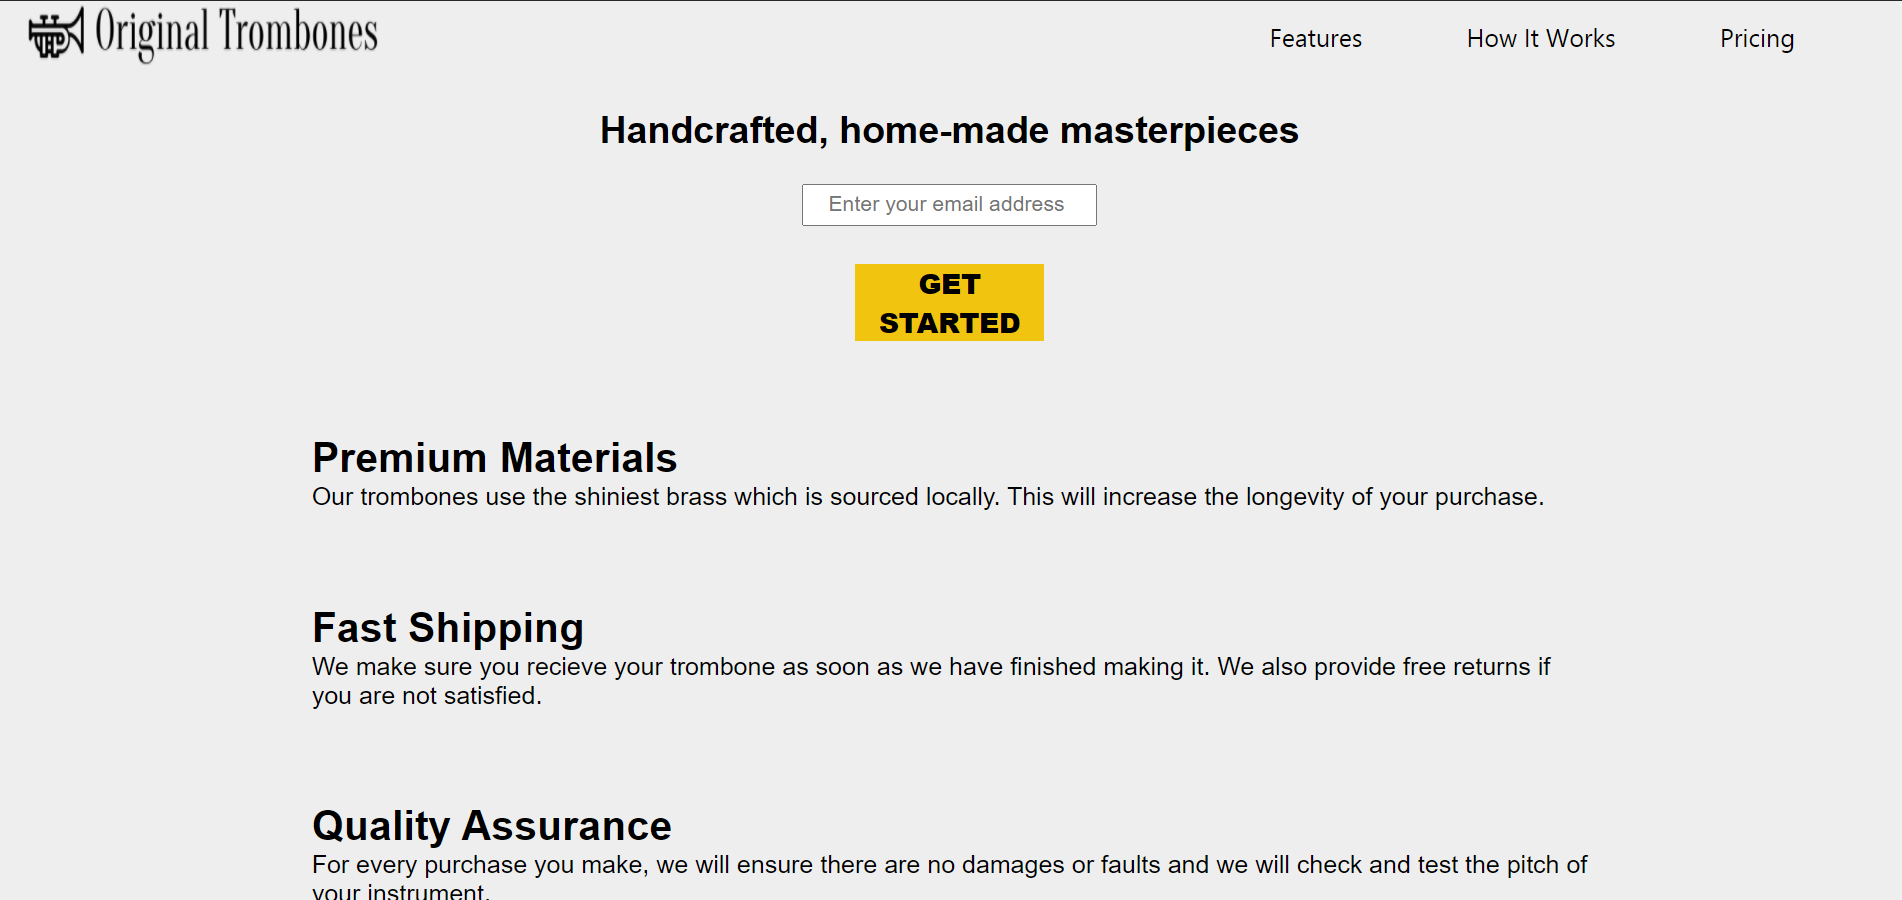 Original Trombones
Features
How It Works
Pricing
Handcrafted, home-made masterpieces
Enter your email address
GET
STARTED
Premium Materials
Our trombones use the shiniest brass which is sourced locally. This will increase the longevity of your purchase.
Fast Shipping
We make sure you recieve your trombone as soon as we have finished making it. We also provide free returns if
you are not satisfied.
Quality Assurance
For every purchase you make, we will ensure there are no damages or faults and we will check and test the pitch of
your instrument.